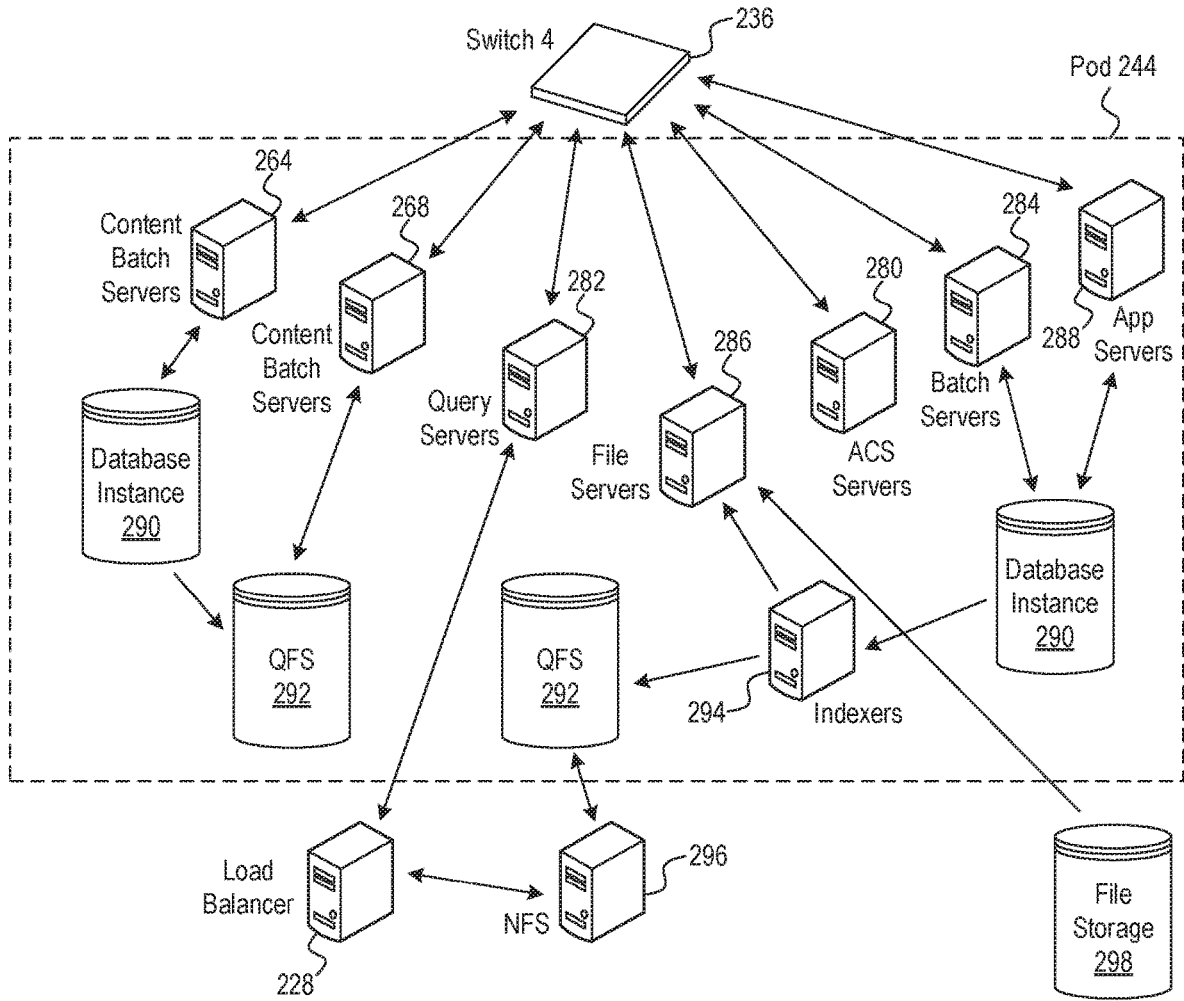 Switch 4
236
Pod 244
264
Content
Batch
Servers
268
Content
Batch
Servers
282
Query
Servers
286
File
Servers
280
ACS
Servers
284
Batch
Servers
288
App
Servers
Database
Instance
290
QFS
292
QFS
292
294
Indexers
Database
Instance
290
Load
Balancer
228
NFS
296
File
Storage
298